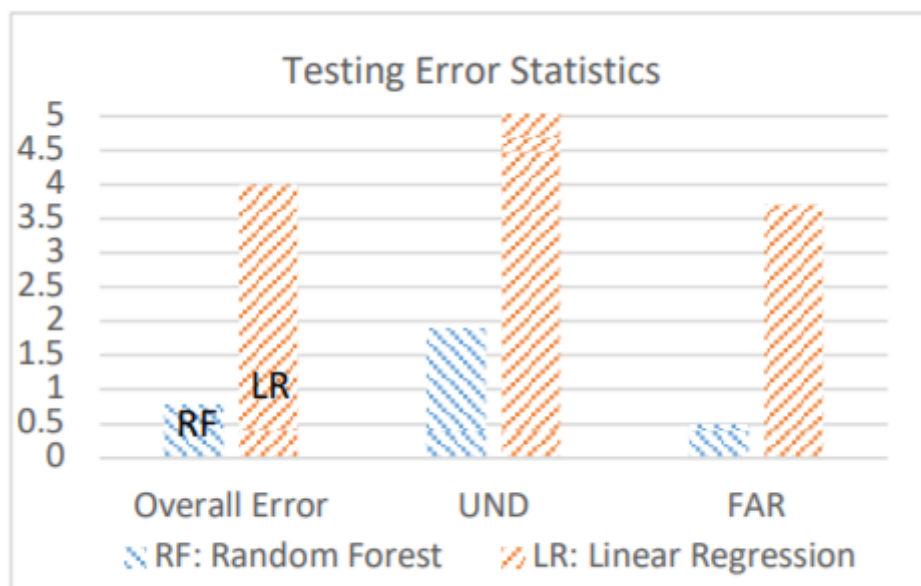 Testing Error Statistics
5
4.5
4
3.5
3
2.5
2
1.5
1
0.5
0
LR
RF
Overall Error UND FAR
RF: Random Forest LR: Linear Regression